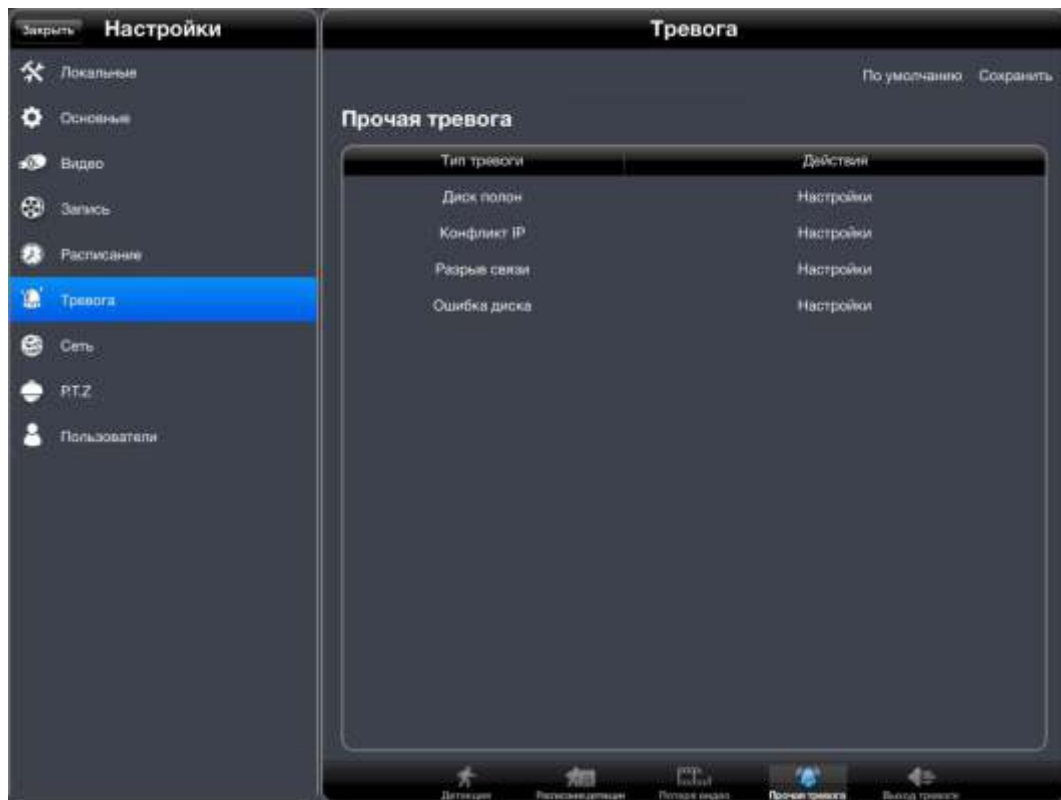 Закрыть Настройки
Тревога
Локальные
Основные
Видео
Запись
Расписание
Тревога
Сеть
P.T.Z
Пользователи
По умолчанию Сохранить
Прочая тревога
Тип тревоги Действия
Диск полон Настройки
Конфликт IP Настройки
Разрыв связи Настройки
Ошибка диска Настройки
Детекция Расписание детекции Потеря видео Прочая тревога Выход тревоги